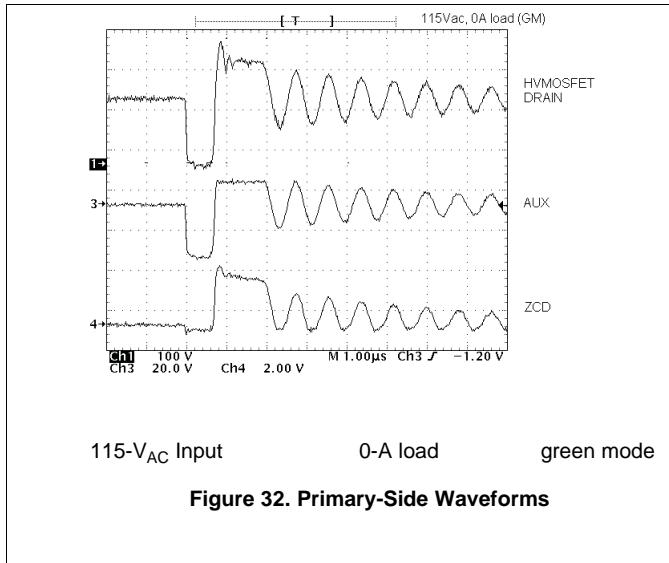 [ T ]
115Vac, 0A load (GM)
HVMOSFET
DRAIN
1→
3→
AUX
ZCD
4→
Ch1 100 V M 1.00µs Ch3 ƒ −1.20 V
Ch3 20.0 V Ch4 2.00 V
115-VAC Input 0-A load green mode
Figure 32. Primary-Side Waveforms